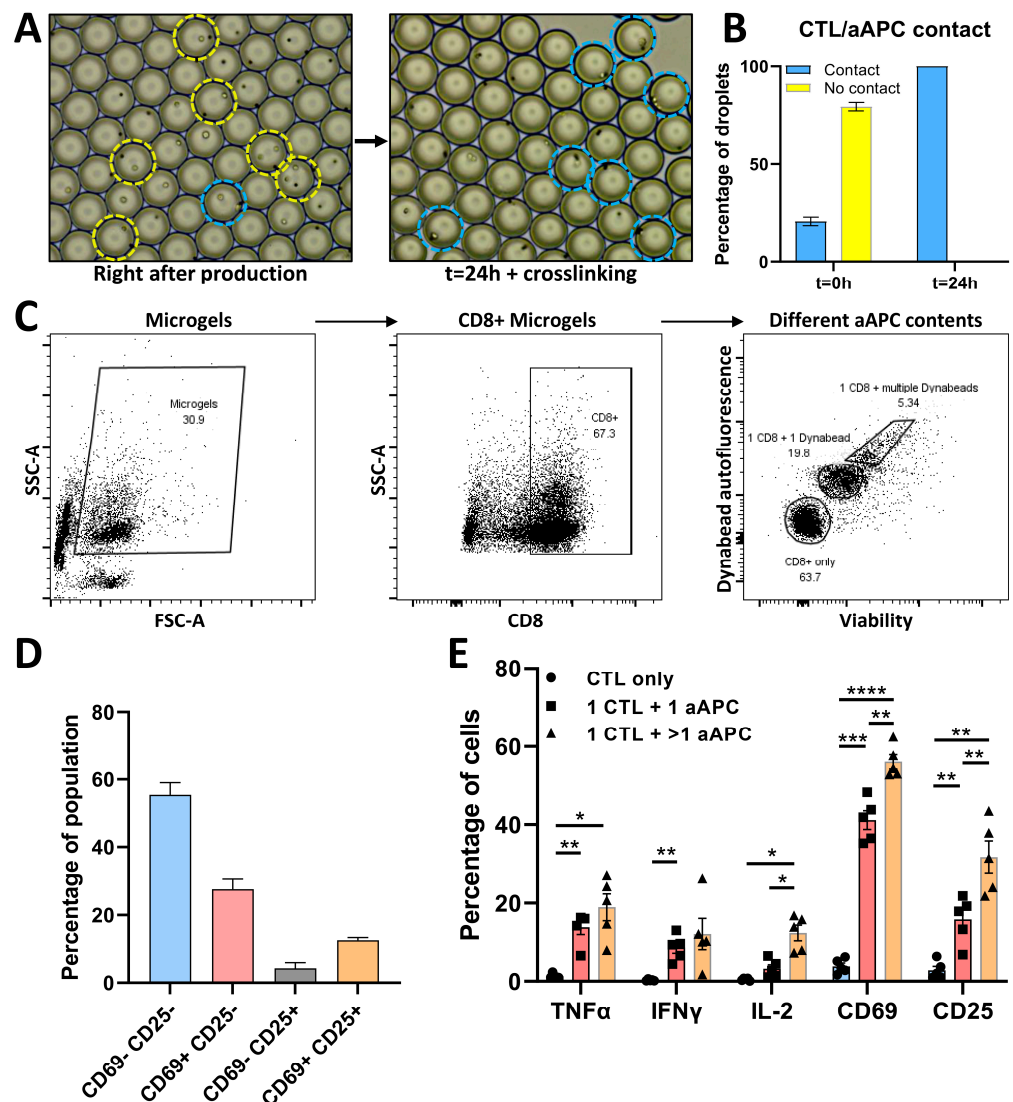 A
Right after production
t=24h + crosslinking
B
CTL/aAPC contact
Percentage of droplets
100
50
0
Contact
No contact
t=0h
t=24h
C
Microgels
CD8+ Microgels
Different aAPC contents
SSC-A
Microgels
30.9
FSC-A
SSC-A
CD8+
67.3
CD8
Dynabead autofluorescence
1 CD8 + multiple Dynabeads
5.34
1 CD8 + 1 Dynabead
19.8
CD8+ only
63.7
Viability
D
Percentage of population
80
60
40
20
0
CD69- CD25-
CD69+ CD25-
CD69- CD25+
CD69+ CD25+
E
Percentage of cells
80
60
40
20
0
CTL only
1 CTL + 1 aAPC
1 CTL + >1 aAPC
*
**
**
*
*
****
**
***
**
**
**
TNFα
IFNγ
IL-2
CD69
CD25